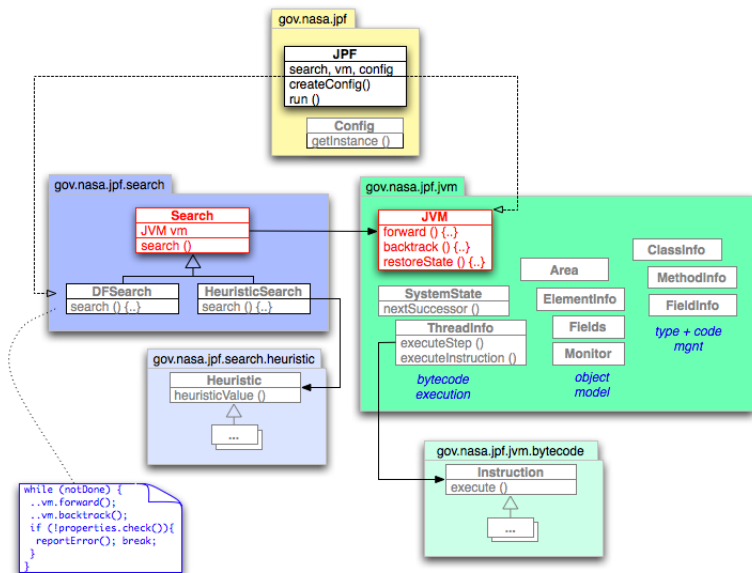 gov.nasa.jpf
JPF
search, vm, config
createConfig()
run ()
Config
getInstance ()
gov.nasa.jpf.search
Search
JVM vm
search ()
DFSearch
search () {..}
HeuristicSearch
search () {..}
gov.nasa.jpf.jvm
JVM
forward () {..}
backtrack () {..}
restoreState () {..}
SystemState
nextSuccessor ()
ThreadInfo
executeStep ()
executeInstruction ()
bytecode
execution
Area
ElementInfo
Fields
Monitor
object
model
ClassInfo
MethodInfo
FieldInfo
type + code
mgnt
gov.nasa.jpf.search.heuristic
Heuristic
heuristicValue ()
...
gov.nasa.jpf.jvm.bytecode
Instruction
execute ()
...
while (notDone) {
..vm.forward();
..vm.backtrack();
if (!properties.check()){
reportError(); break;
}
}